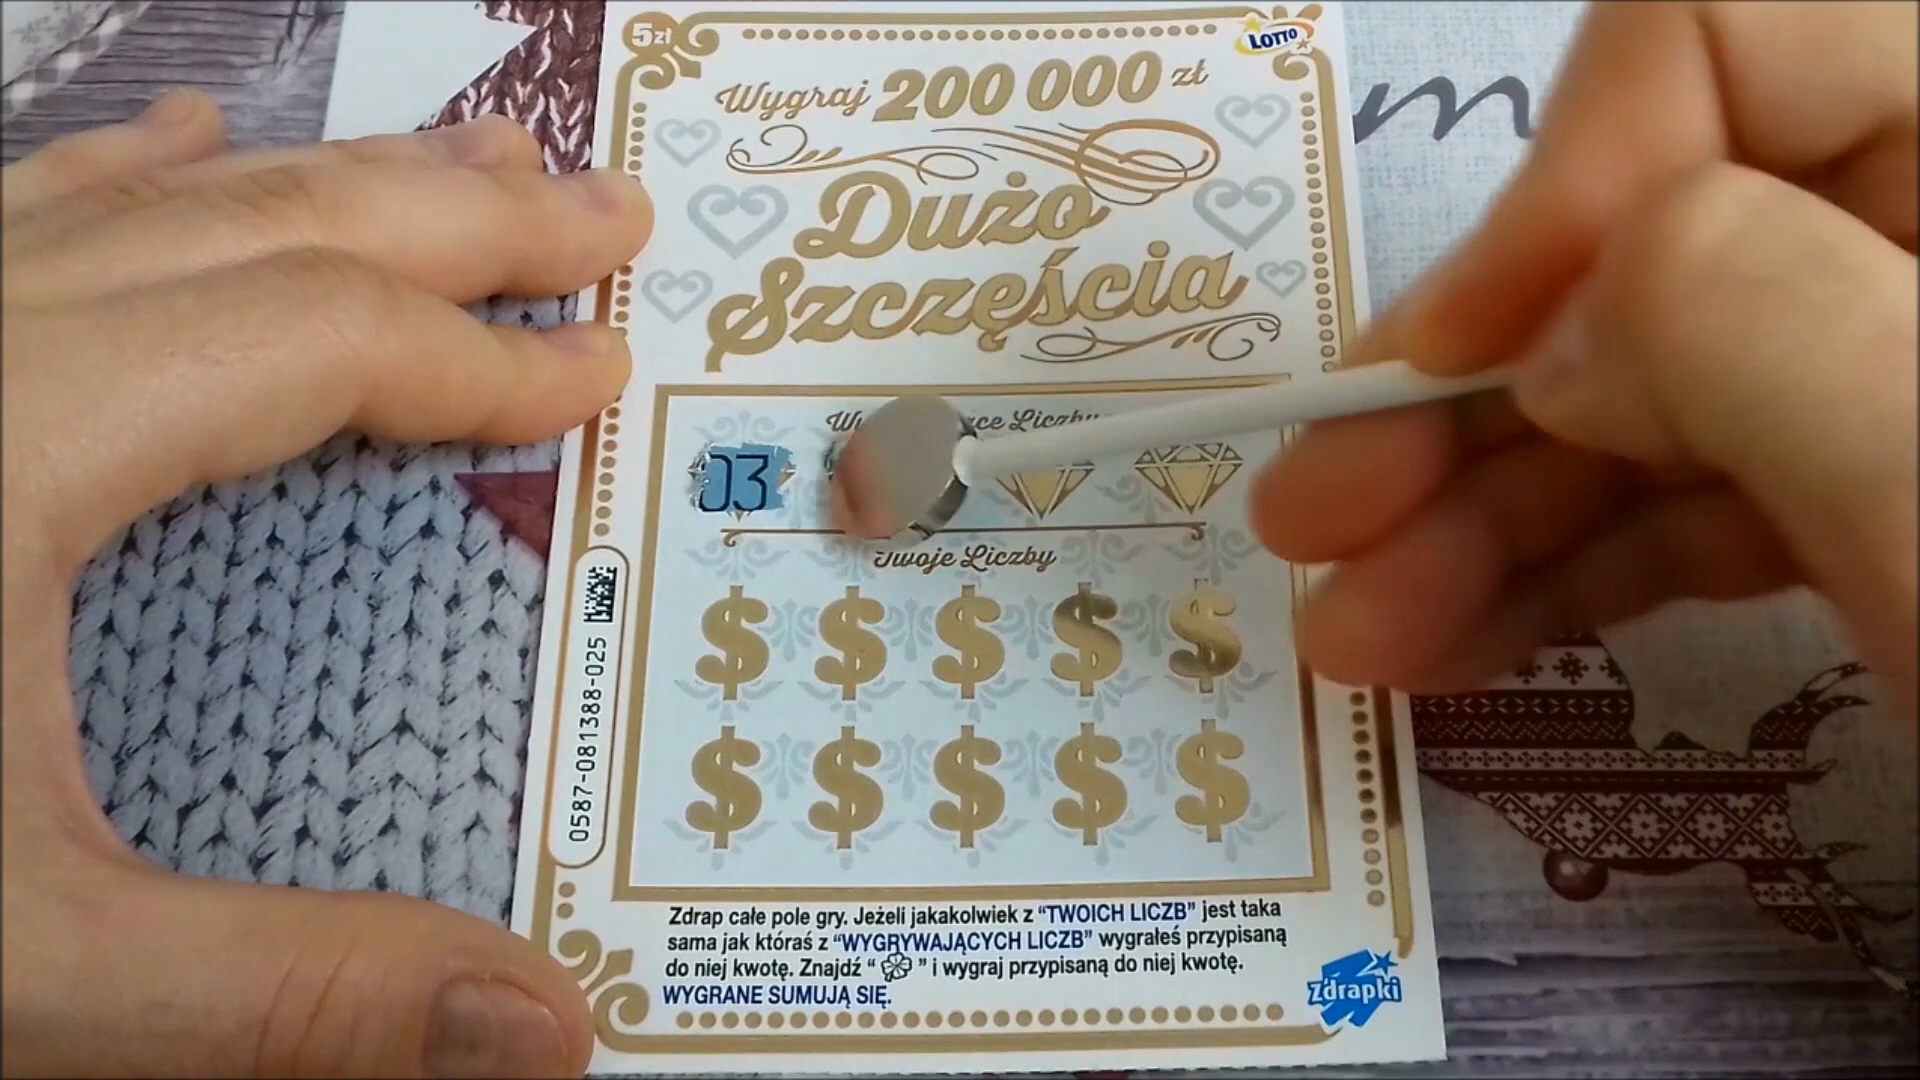 5zł
LOTTO
Wygraj 200 000 zł
Dużo
Szczęścia
Liczby
03
Twoje Liczby
$ $ $ $ $
$ $ $ $ $
0587-081388-025
Zdrap całe pole gry. Jeżeli jakakolwiek z “TWOICH LICZB” jest taka
sama jak któraś z “WYGRYWAJĄCYCH LICZB” wygrałeś przypisaną
do niej kwotę. Znajdź “ ” i wygraj przypisaną do niej kwotę.
WYGRANE SUMUJĄ SIĘ.
Zdrapki